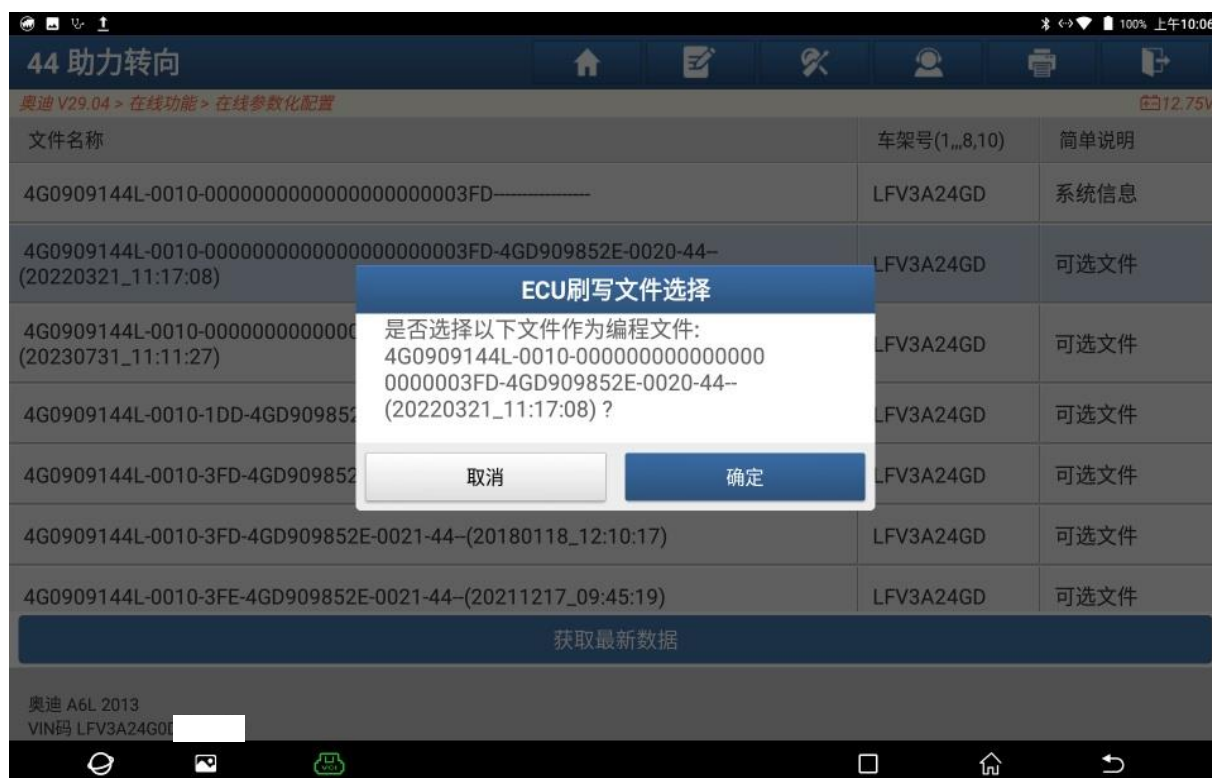 100% 上午10:06
44 助力转向
奥迪 V29.04 > 在线功能 > 在线参数化配置
12.75V
文件名称 车架号(1,,,8,10) 简单说明
4G0909144L-0010-00000000000000000000003FD---------------- LFV3A24GD 系统信息
4G0909144L-0010-00000000000000000000003FD-4GD909852E-0020-44--
(20220321_11:17:08) LFV3A24GD 可选文件
4G0909144L-0010-0000000000000
(20230731_11:11:27) LFV3A24GD 可选文件
4G0909144L-0010-1DD-4GD909852 LFV3A24GD 可选文件
4G0909144L-0010-3FD-4GD909852 LFV3A24GD 可选文件
4G0909144L-0010-3FD-4GD909852E-0021-44--(20180118_12:10:17) LFV3A24GD 可选文件
4G0909144L-0010-3FE-4GD909852E-0021-44--(20211217_09:45:19) LFV3A24GD 可选文件
ECU刷写文件选择
是否选择以下文件作为编程文件:
4G0909144L-0010-000000000000000
0000003FD-4GD909852E-0020-44--
(20220321_11:17:08) ?
取消 确定
获取最新数据
奥迪 A6L 2013
VIN码 LFV3A24G0
VCI